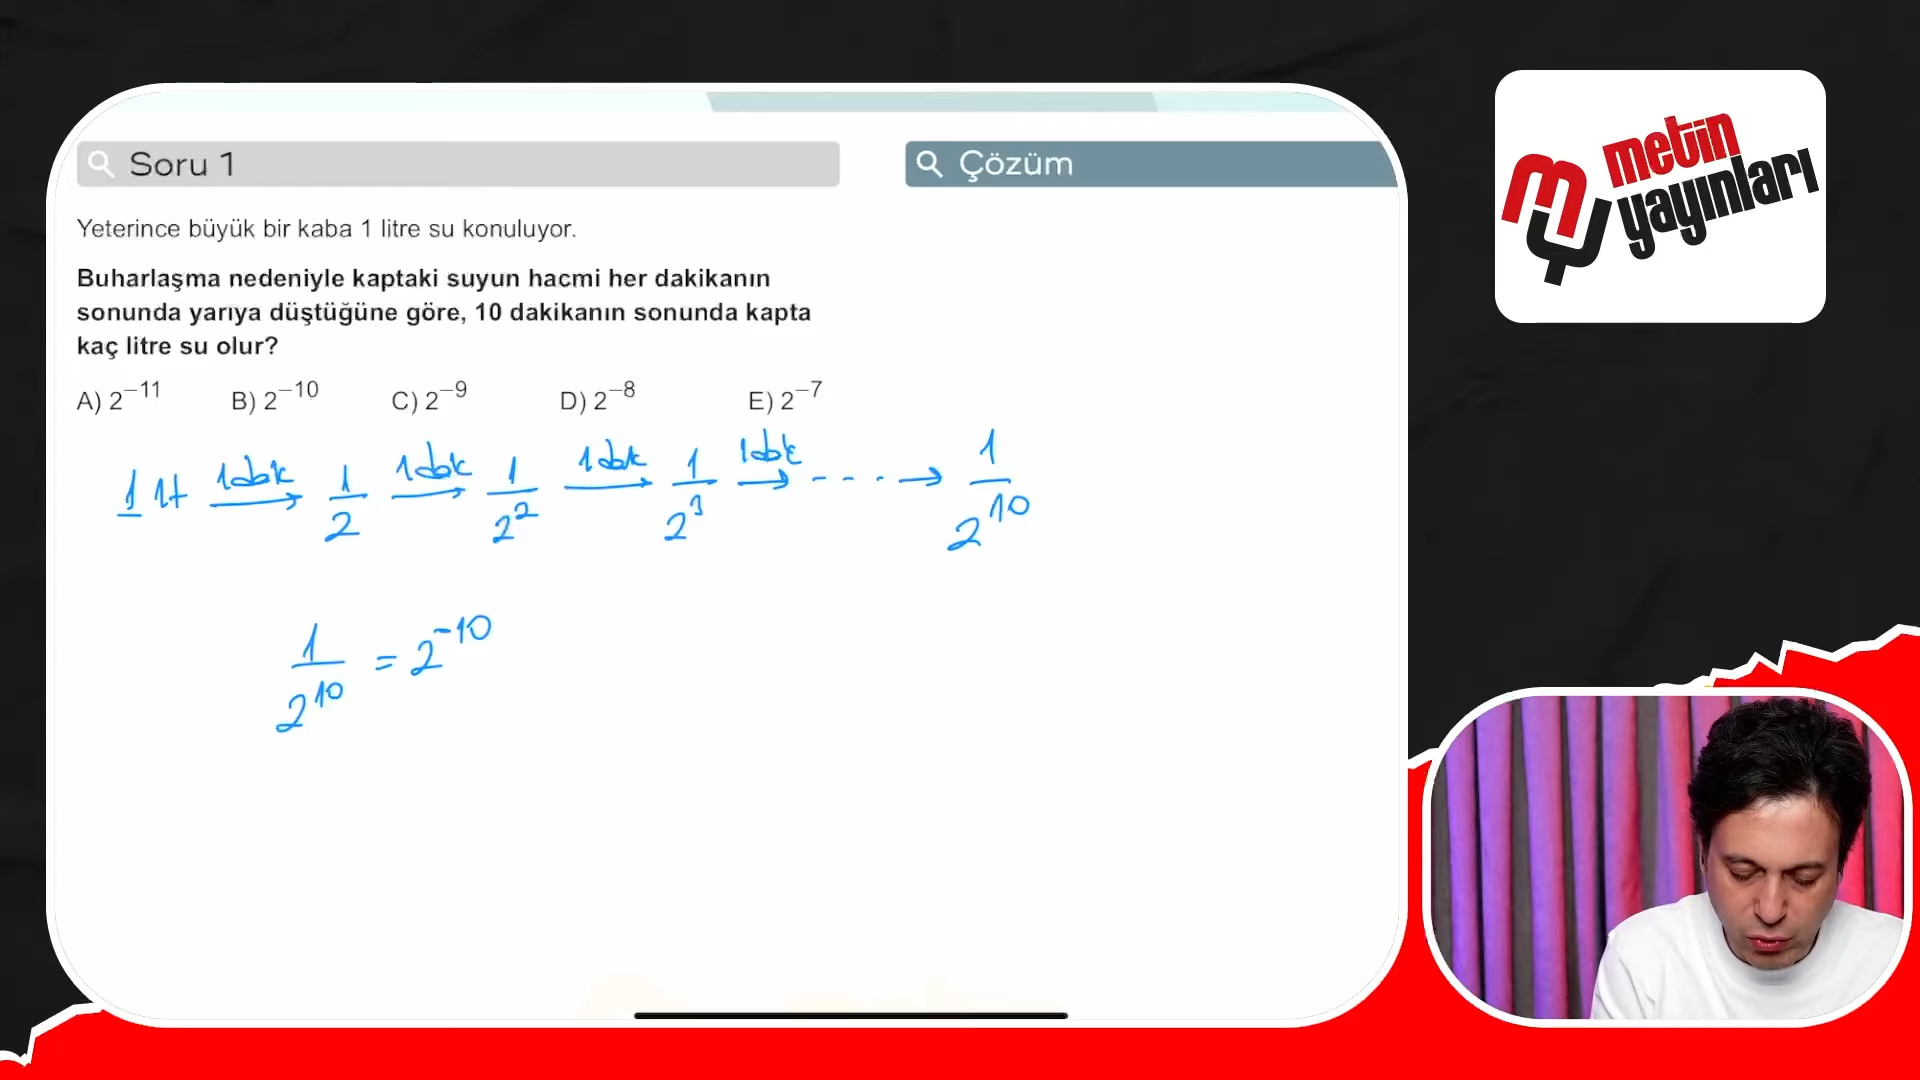 Soru 1
Yeterince büyük bir kaba 1 litre su konuluyor.
Buharlaşma nedeniyle kaptaki suyun hacmi her dakikanın
sonunda yarıya düştüğüne göre, 10 dakikanın sonunda kapta
kaç litre su olur?
A) 2⁻¹¹ B) 2⁻¹⁰ C) 2⁻⁹ D) 2⁻⁸ E) 2⁻⁷
1 lt →(1dk) 1/2 →(1dk) 1/2² →(1dk) 1/2³ →(1dk) ---→ 1/2¹⁰
1/2¹⁰ = 2⁻¹⁰
Çözüm
metin
yayınları